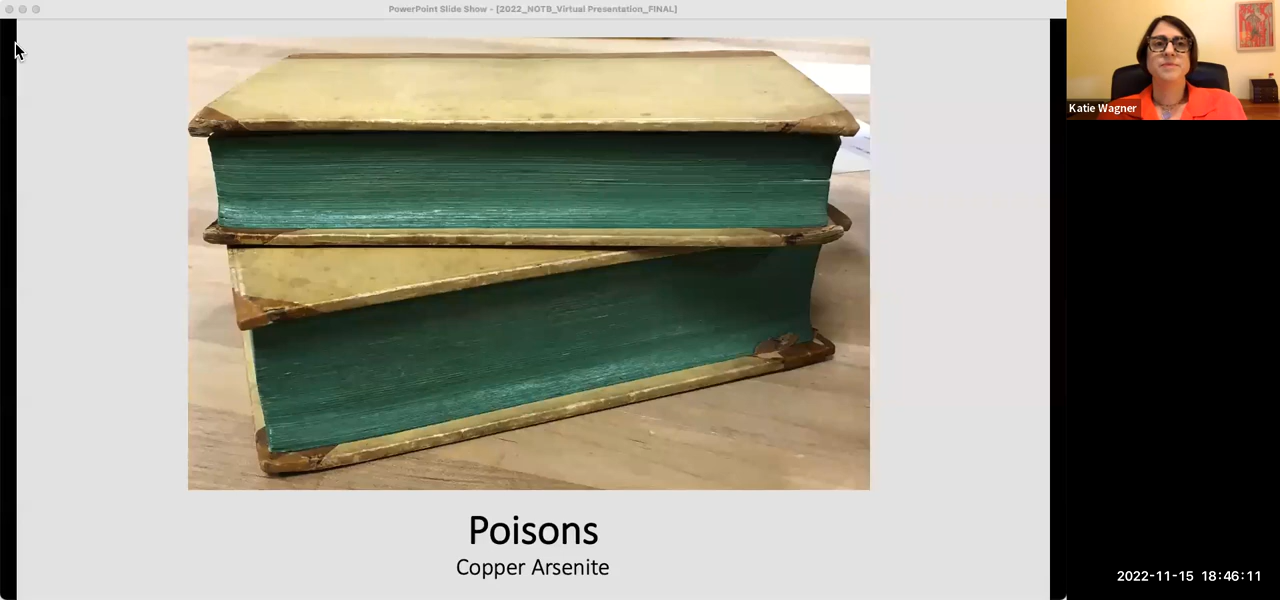 PowerPoint Slide Show - [2022_NOTB_Virtual Presentation_FINAL]
Katie Wagner
Poisons
Copper Arsenite
2022-11-15 18:46:11